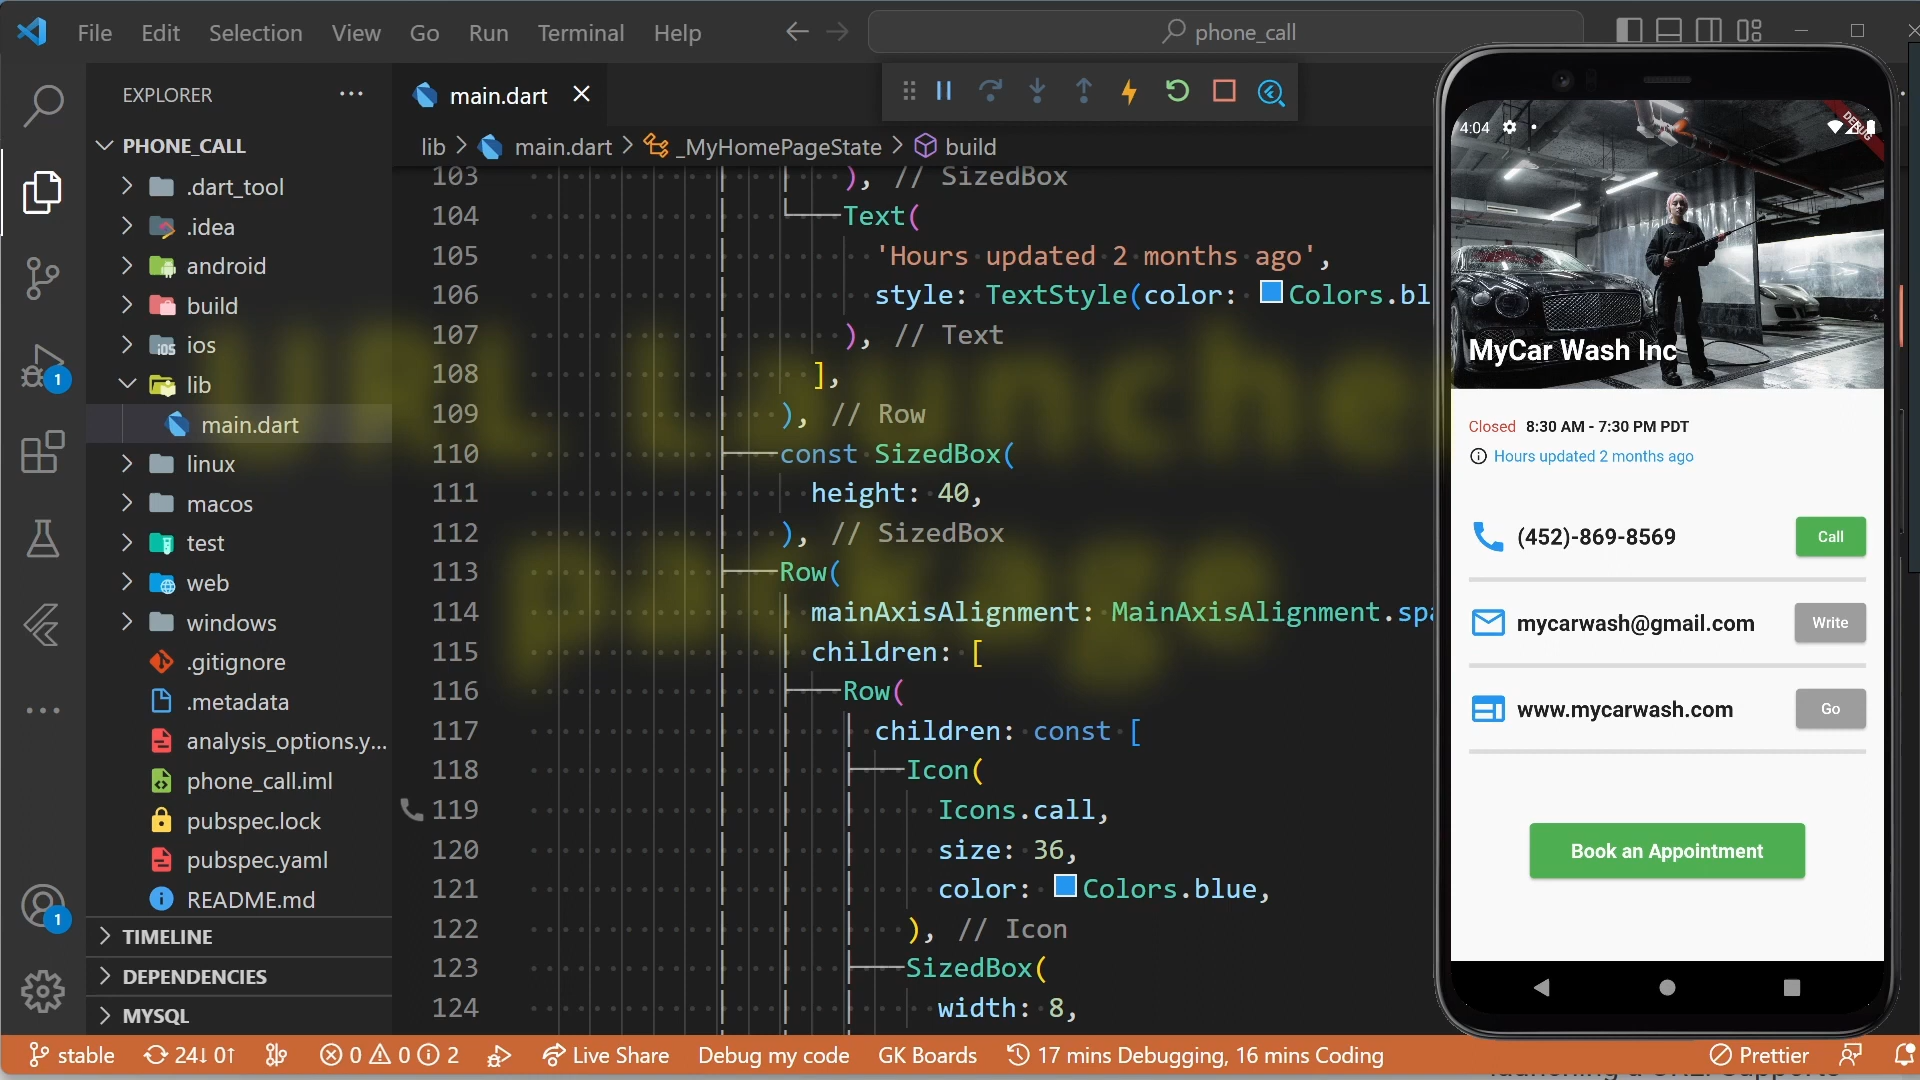 File Edit Selection View Go Run Terminal Help
phone_call
EXPLORER
main.dart
PHONE_CALL
lib > main.dart > _MyHomePageState > build
.dart_tool
.idea
android
build
ios
lib
main.dart
linux
macos
test
web
windows
.gitignore
.metadata
analysis_options.y...
phone_call.iml
pubspec.lock
pubspec.yaml
README.md
TIMELINE
DEPENDENCIES
MYSQL
1
1
103 ), // SizedBox
104 Text(
105 'Hours updated 2 months ago',
106 style: TextStyle(color: Colors.bl
107 ), // Text
108 ],
109 ), // Row
110 const SizedBox(
111 height: 40,
112 ), // SizedBox
113 Row(
114 mainAxisAlignment: MainAxisAlignment.spa
115 children: [
116 Row(
117 children: const [
118 Icon(
119 Icons.call,
120 size: 36,
121 color: Colors.blue,
122 ), // Icon
123 SizedBox(
124 width: 8,
URL Launche
package
4:04
DEBUG
MyCar Wash Inc
Closed 8:30 AM - 7:30 PM PDT
Hours updated 2 months ago
(452)-869-8569 Call
mycarwash@gmail.com Write
www.mycarwash.com Go
Book an Appointment
stable 24↓ 0↑ 0 0 2 Live Share Debug my code GK Boards 17 mins Debugging, 16 mins Coding Prettier